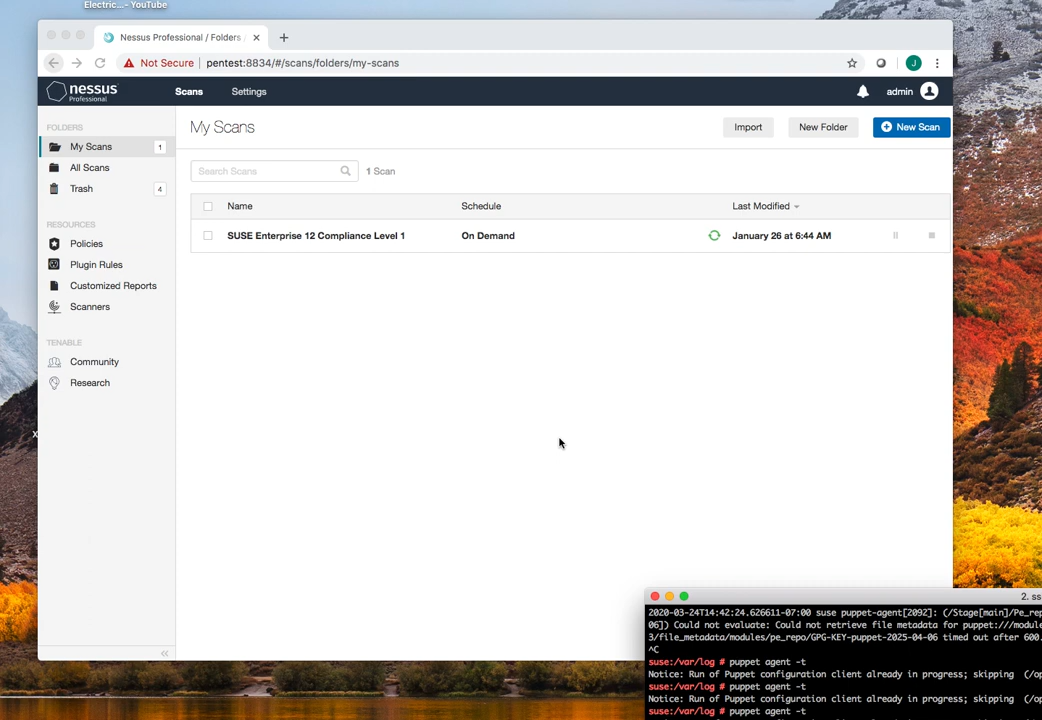 Electric...- YouTube
Nessus Professional / Folders /
Not Secure | pentest:8834/#/scans/folders/my-scans
J
nessus
Professional
Scans
Settings
admin
FOLDERS
My Scans
1
All Scans
Trash
4
RESOURCES
Policies
Plugin Rules
Customized Reports
Scanners
TENABLE
Community
Research
My Scans
Import
New Folder
New Scan
Search Scans
1 Scan
Name
Schedule
Last Modified
SUSE Enterprise 12 Compliance Level 1
On Demand
January 26 at 6:44 AM
X
2. ss
2020-03-24T14:42:24.626611-07:00 suse puppet-agent[2092]: (/Stage[main]/Pe_rep
06]) Could not evaluate: Could not retrieve file metadata for puppet:///module
3/file_metadata/modules/pe_repo/GPG-KEY-puppet-2025-04-06 timed out after 600.
^C
suse:/var/log # puppet agent -t
Notice: Run of Puppet configuration client already in progress; skipping (/op
suse:/var/log # puppet agent -t
Notice: Run of Puppet configuration client already in progress; skipping (/op
suse:/var/log # puppet agent -t